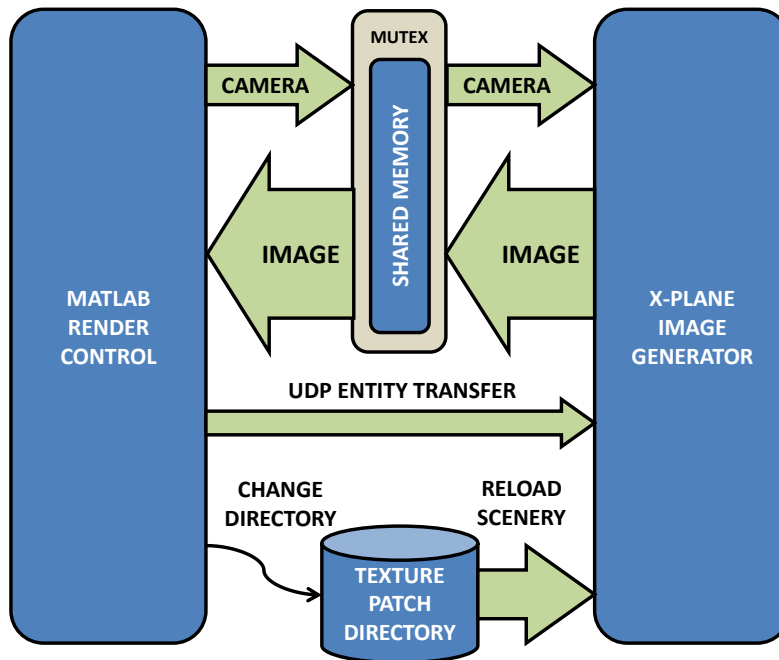 MUTEX
CAMERA
CAMERA
SHARED MEMORY
IMAGE
IMAGE
MATLAB
RENDER
CONTROL
X-PLANE
IMAGE
GENERATOR
UDP ENTITY TRANSFER
CHANGE
DIRECTORY
RELOAD
SCENERY
TEXTURE
PATCH
DIRECTORY